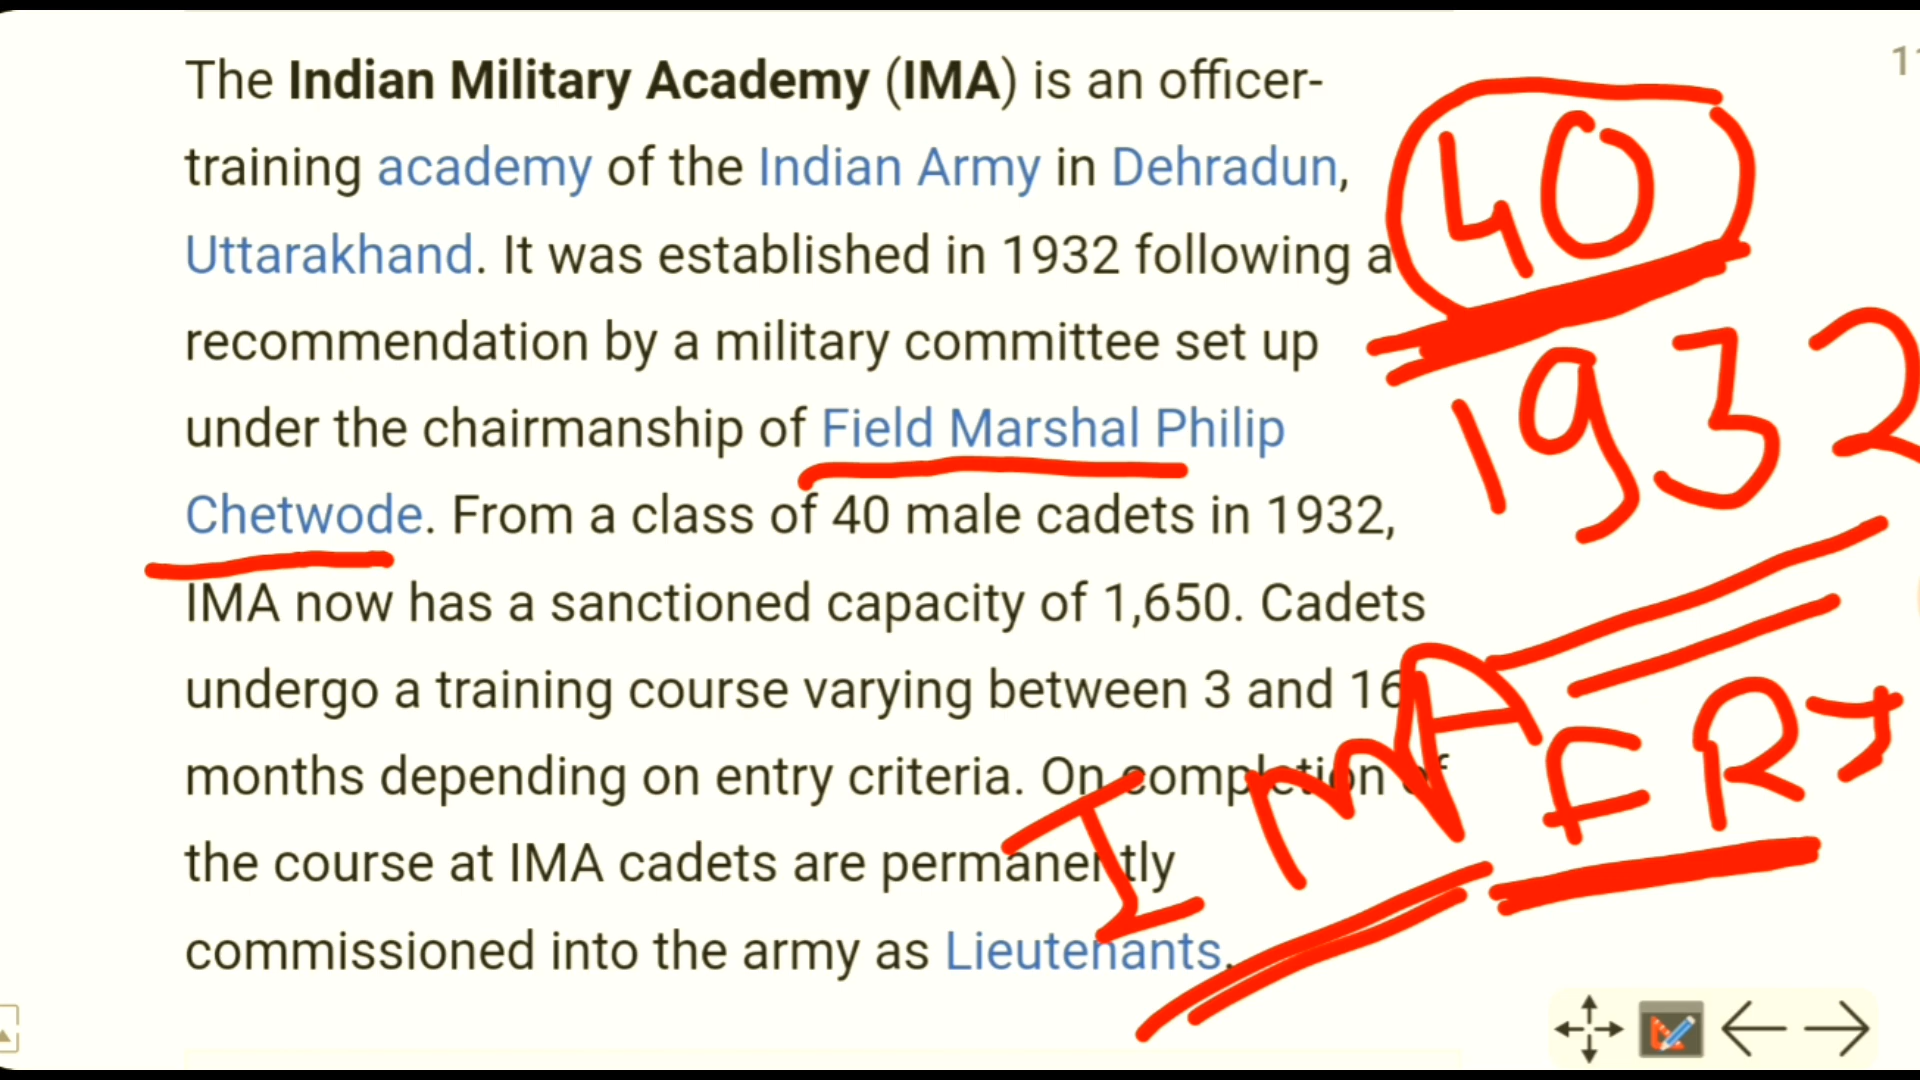 The Indian Military Academy (IMA) is an officer-
training academy of the Indian Army in Dehradun,
Uttarakhand. It was established in 1932 following a
recommendation by a military committee set up
under the chairmanship of Field Marshal Philip
Chetwode. From a class of 40 male cadets in 1932,
IMA now has a sanctioned capacity of 1,650. Cadets
undergo a training course varying between 3 and 16
months depending on entry criteria. On completion of
the course at IMA cadets are permanently
commissioned into the army as Lieutenants.
40
1932
IMA